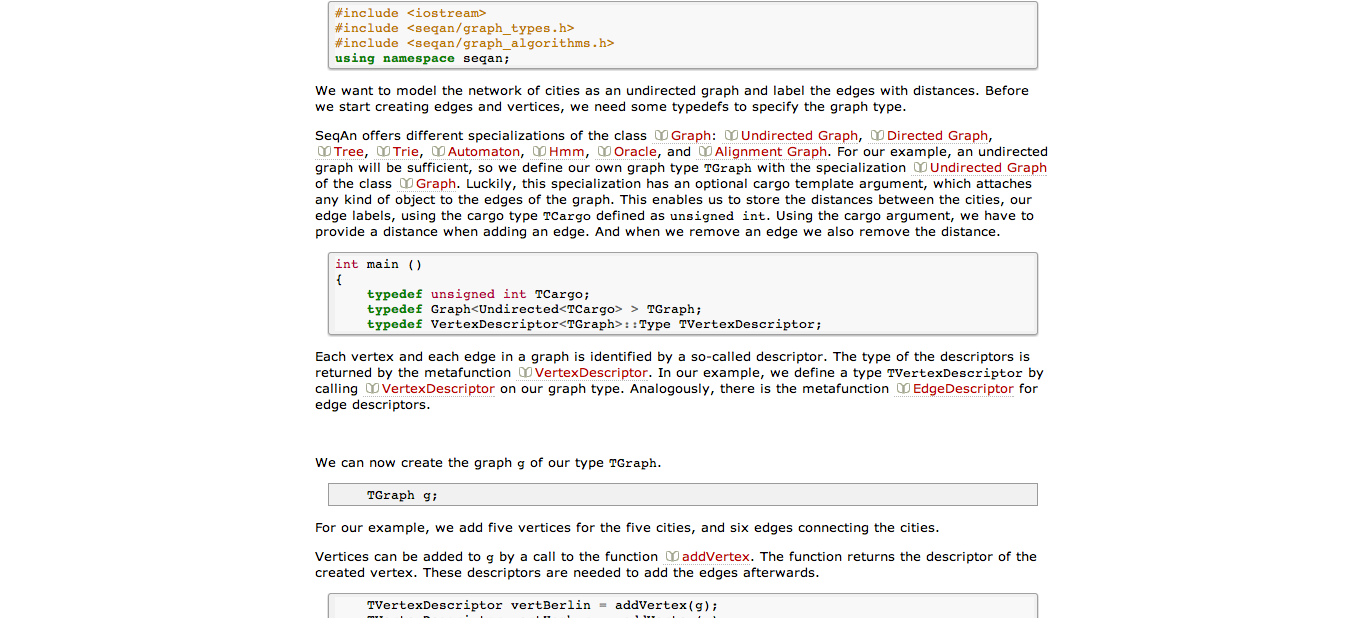 #include <iostream>
#include <seqan/graph_types.h>
#include <seqan/graph_algorithms.h>
using namespace seqan;
We want to model the network of cities as an undirected graph and label the edges with distances. Before
we start creating edges and vertices, we need some typedefs to specify the graph type.
SeqAn offers different specializations of the class Graph: Undirected Graph, Directed Graph,
Tree, Trie, Automaton, Hmm, Oracle, and Alignment Graph. For our example, an undirected
graph will be sufficient, so we define our own graph type TGraph with the specialization Undirected Graph
of the class Graph. Luckily, this specialization has an optional cargo template argument, which attaches
any kind of object to the edges of the graph. This enables us to store the distances between the cities, our
edge labels, using the cargo type TCargo defined as unsigned int. Using the cargo argument, we have to
provide a distance when adding an edge. And when we remove an edge we also remove the distance.
int main ()
{
    typedef unsigned int TCargo;
    typedef Graph<Undirected<TCargo> > TGraph;
    typedef VertexDescriptor<TGraph>::Type TVertexDescriptor;
Each vertex and each edge in a graph is identified by a so-called descriptor. The type of the descriptors is
returned by the metafunction VertexDescriptor. In our example, we define a type TVertexDescriptor by
calling VertexDescriptor on our graph type. Analogously, there is the metafunction EdgeDescriptor for
edge descriptors.
We can now create the graph g of our type TGraph.
    TGraph g;
For our example, we add five vertices for the five cities, and six edges connecting the cities.
Vertices can be added to g by a call to the function addVertex. The function returns the descriptor of the
created vertex. These descriptors are needed to add the edges afterwards.
    TVertexDescriptor vertBerlin = addVertex(g);